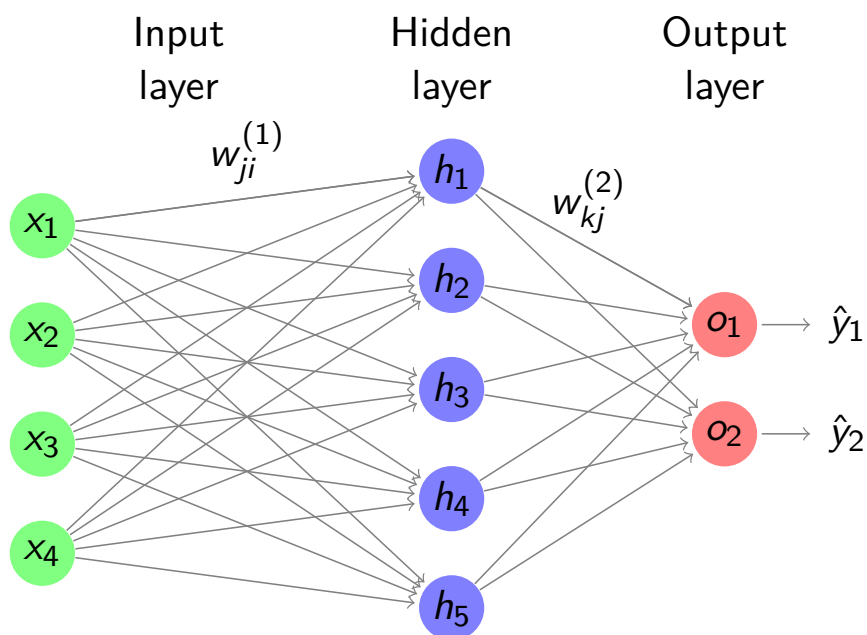 Input layer
Hidden layer
Output layer
w_{ji}^{(1)}
w_{kj}^{(2)}
x_1
x_2
x_3
x_4
h_1
h_2
h_3
h_4
h_5
o_1
o_2
ŷ_1
ŷ_2